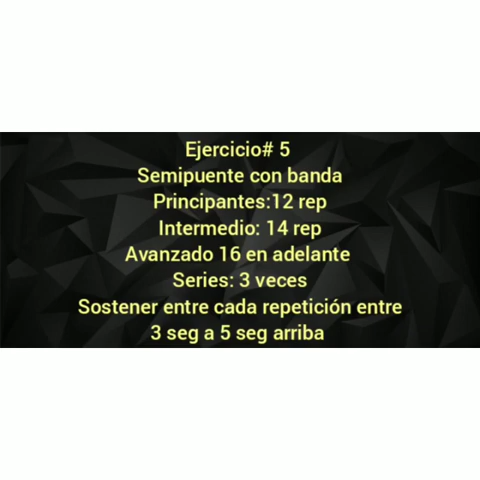 Ejercicio# 5
Semipuente con banda
Principantes:12 rep
Intermedio: 14 rep
Avanzado 16 en adelante
Series: 3 veces
Sostener entre cada repetición entre
3 seg a 5 seg arriba